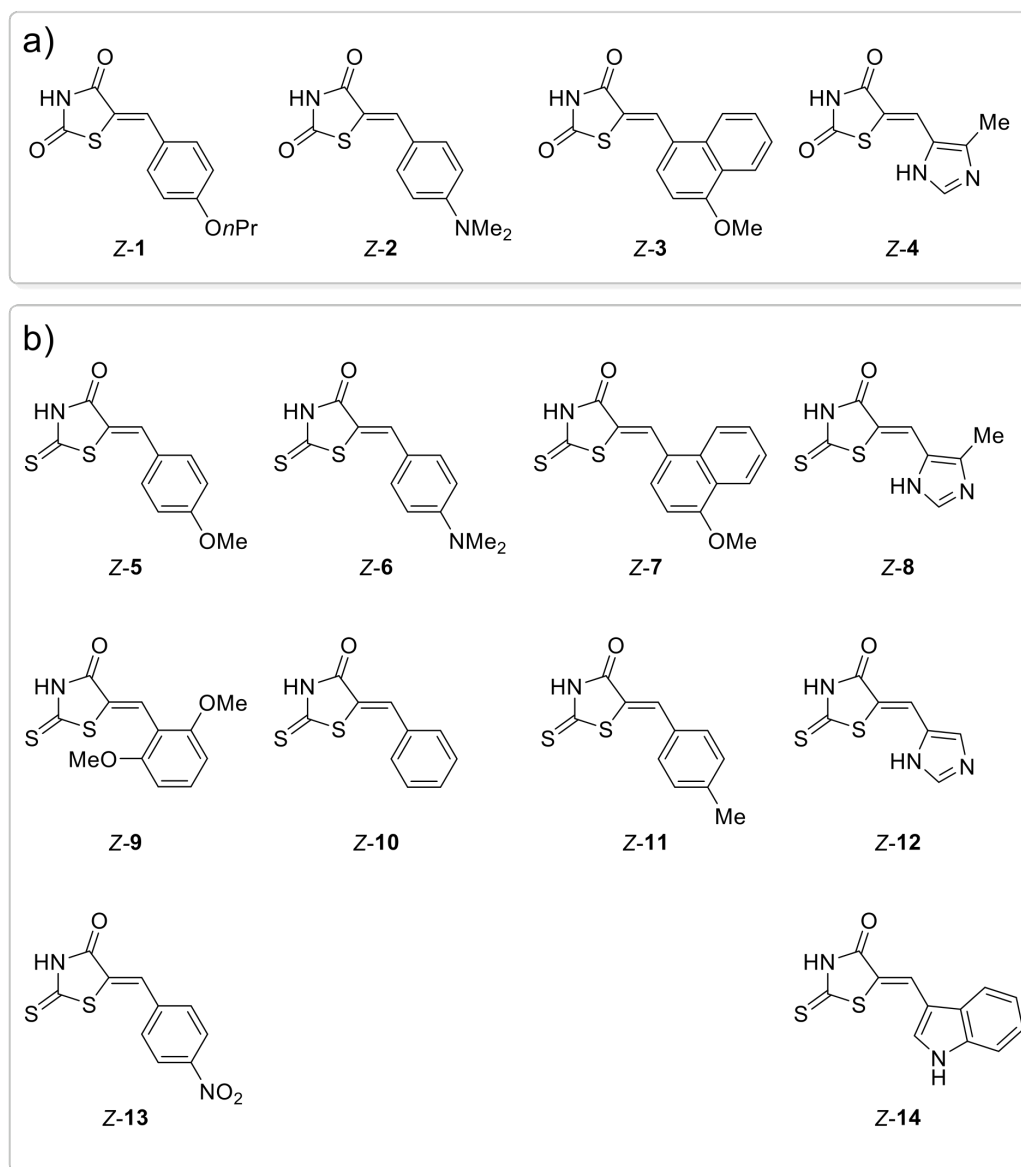 a)
O O O O
HN HN HN HN Me
O S O S O S O S HN N
OnPr NMe2 OMe
Z-1 Z-2 Z-3 Z-4
b)
O O O O
HN HN HN HN Me
S S S S S S S S HN N
OMe NMe2 OMe
Z-5 Z-6 Z-7 Z-8
O O O O
HN OMe HN HN HN
S S S S S S S S HN N
MeO Me
Z-9 Z-10 Z-11 Z-12
O O
HN HN
S S S S
NO2 N
H
Z-13 Z-14